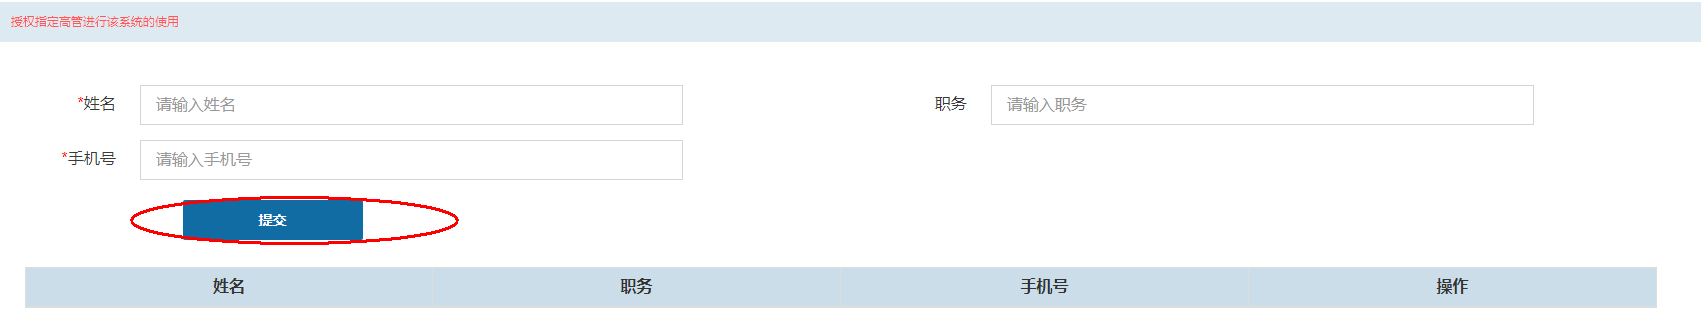 授权指定高管进行该系统的使用
*姓名 请输入姓名 职务 请输入职务
*手机号 请输入手机号
提交
姓名 职务 手机号 操作